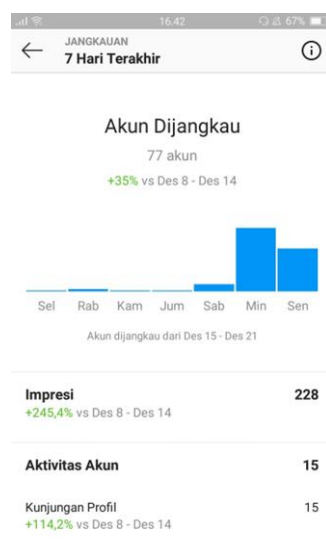 16.42
67%
JANGKAUAN
7 Hari Terakhir
Akun Dijangkau
77 akun
+35% vs Des 8 - Des 14
Sel Rab Kam Jum Sab Min Sen
Akun dijangkau dari Des 15 - Des 21
Impresi 228
+245,4% vs Des 8 - Des 14
Aktivitas Akun 15
Kunjungan Profil 15
+114,2% vs Des 8 - Des 14